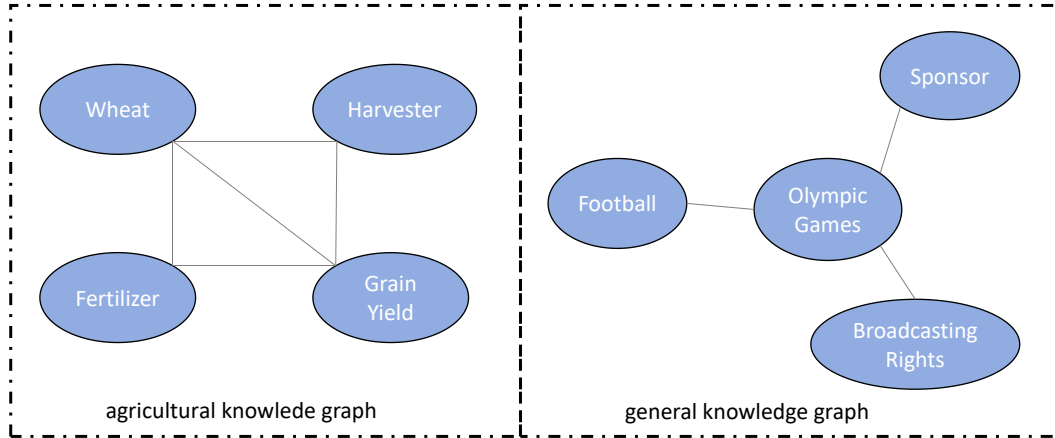 Wheat
Harvester
Fertilizer
Grain
Yield
agricultural knowlede graph
Sponsor
Football
Olympic
Games
Broadcasting
Rights
general knowledge graph